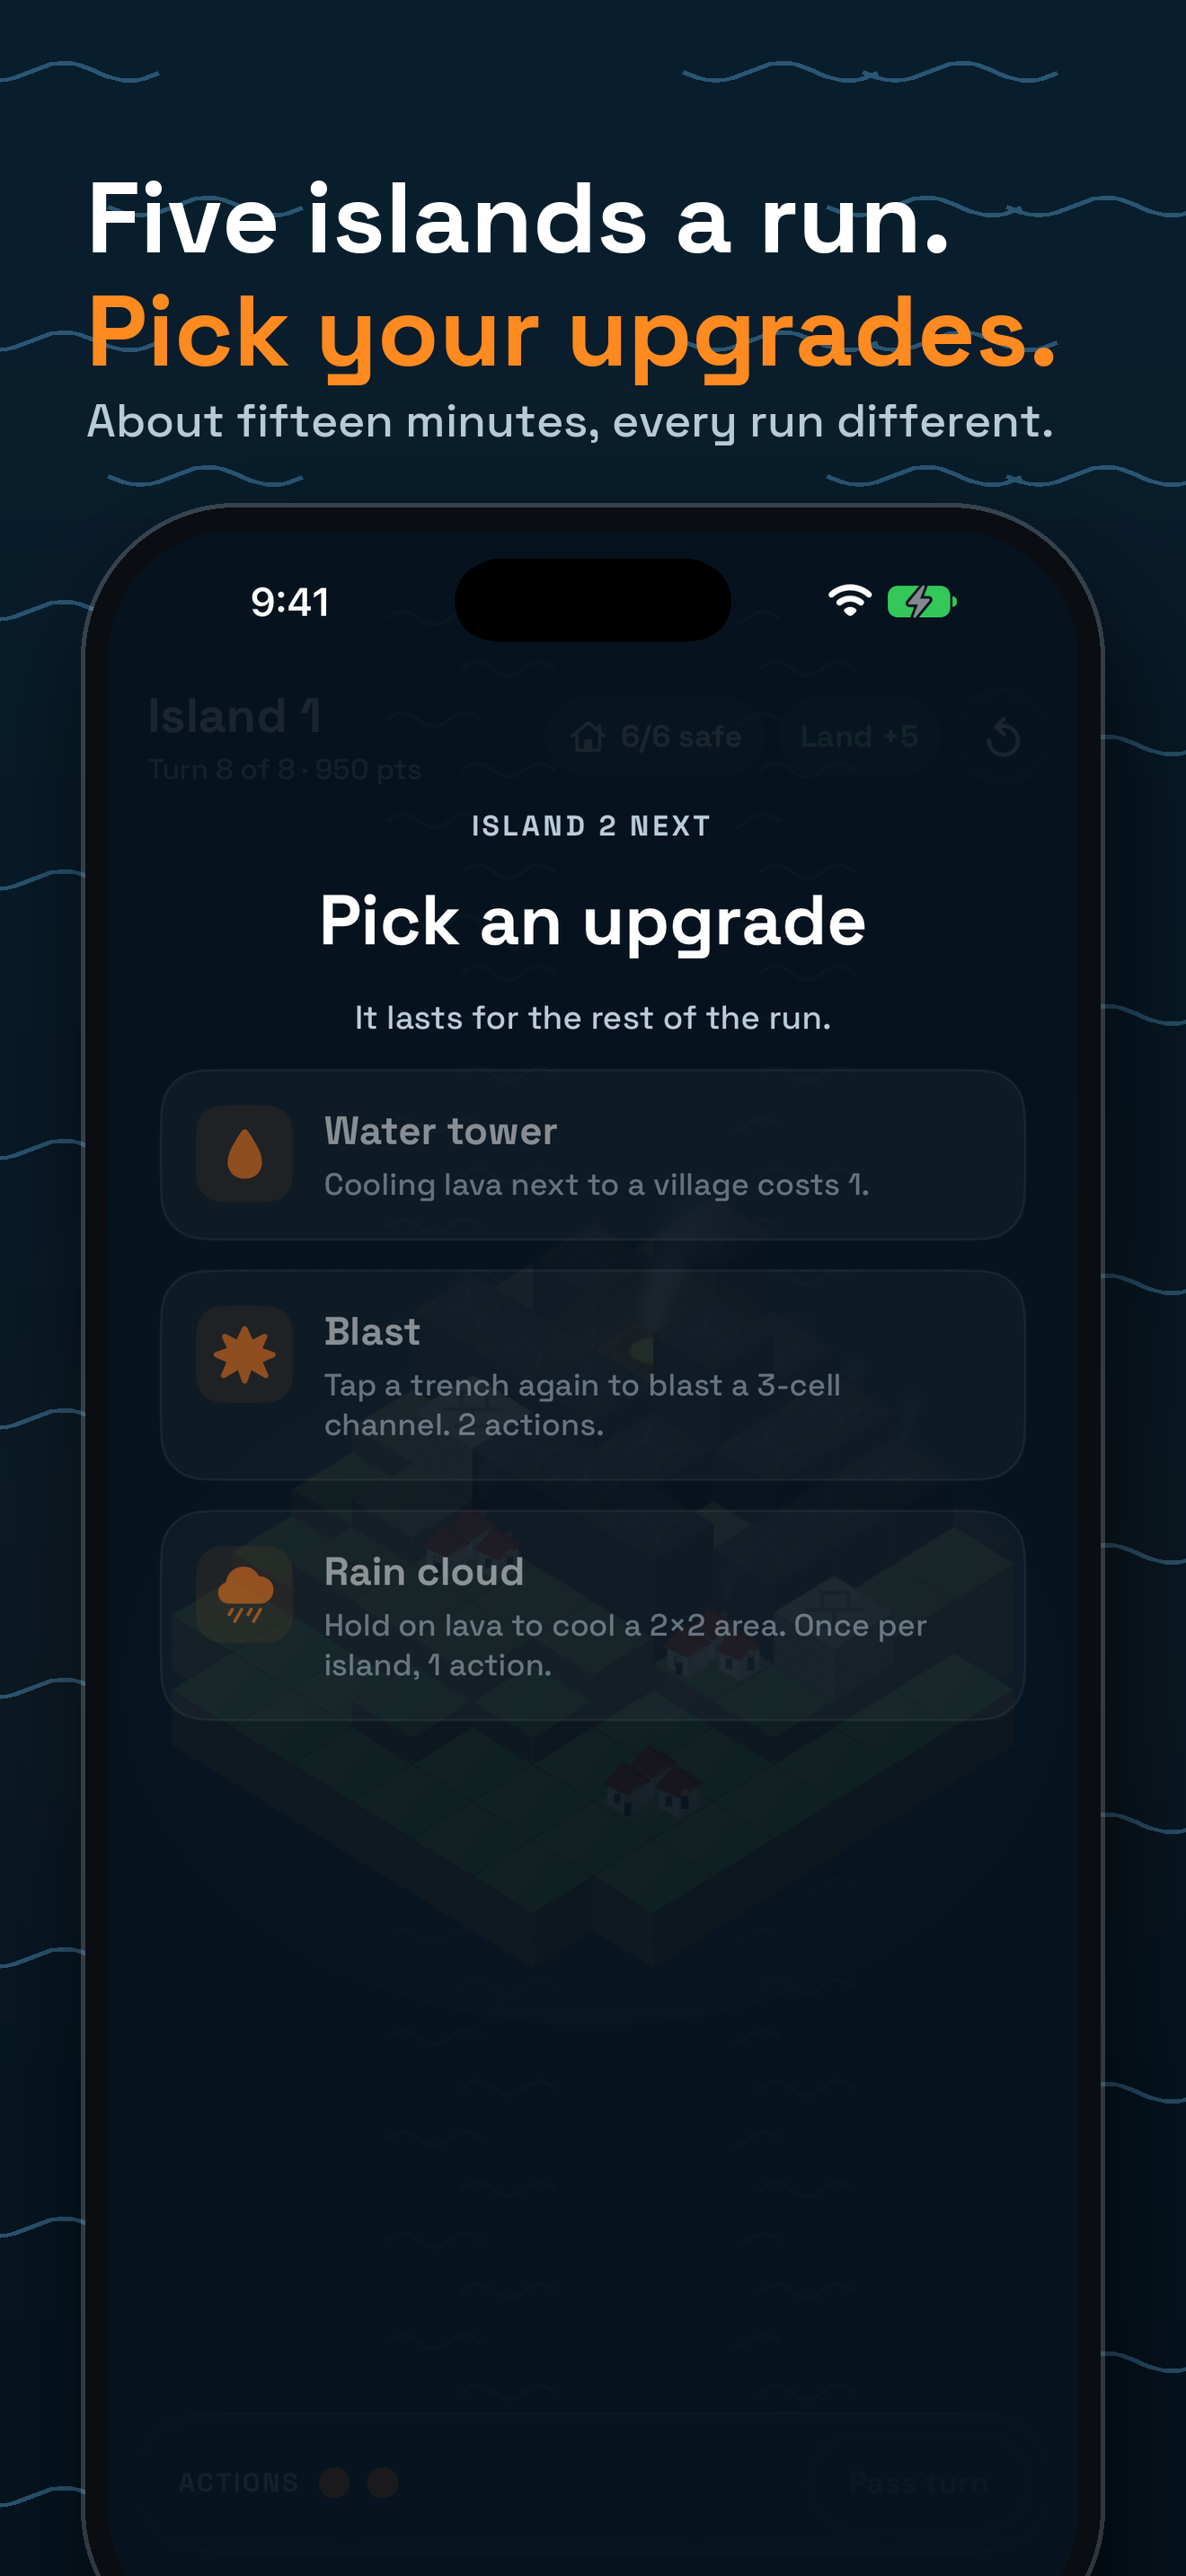 Five islands a run.
Pick your upgrades.
About fifteen minutes, every run different.
9:41
Island 1
6/6 safe
Land +5
Turn 8 of 8 · 950 pts
ISLAND 2 NEXT
Pick an upgrade
It lasts for the rest of the run.
Water tower
Cooling lava next to a village costs 1.
Blast
Tap a trench again to blast a 3-cell
channel. 2 actions.
Rain cloud
Hold on lava to cool a 2×2 area. Once per
island, 1 action.
ACTIONS
Pass turn